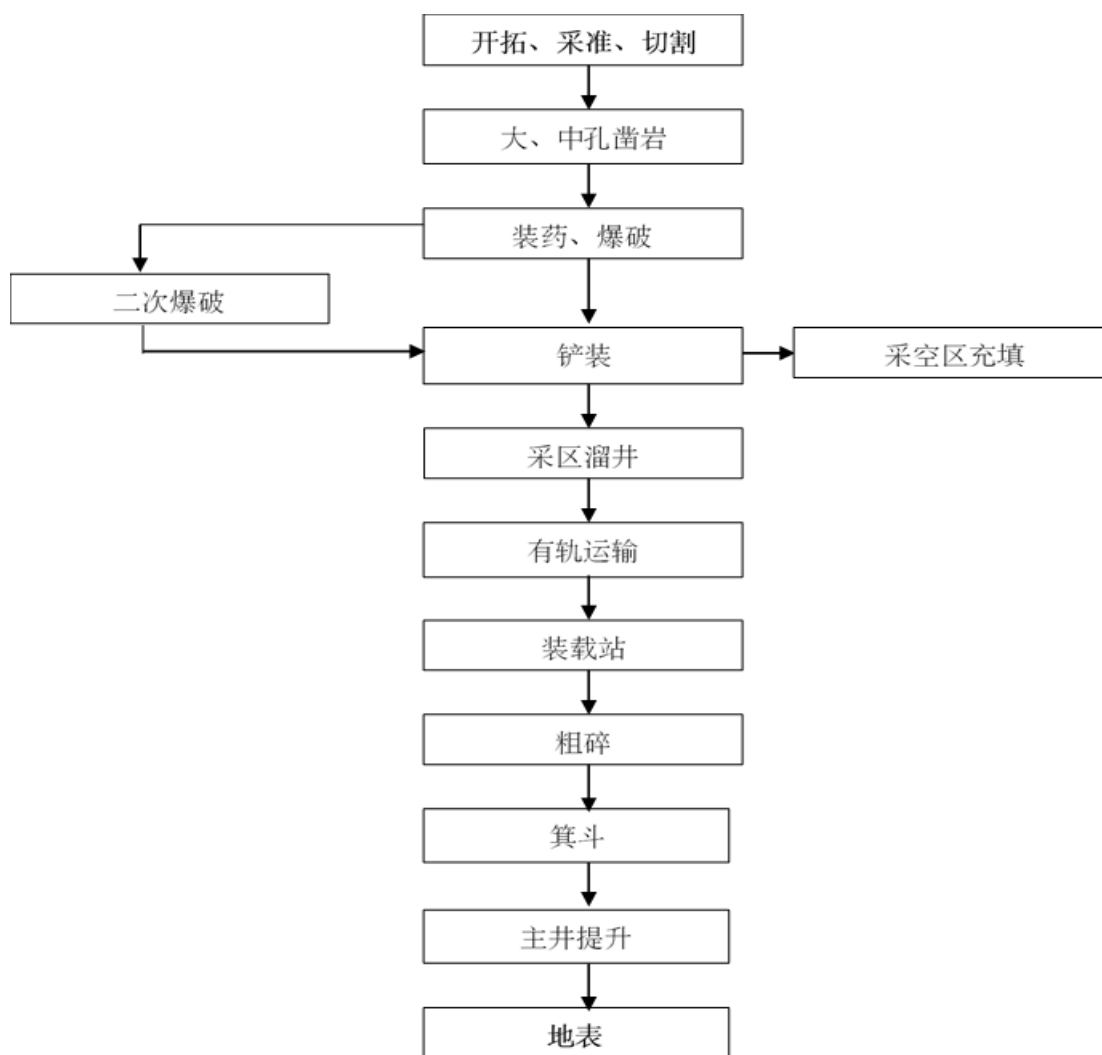 开拓、采准、切割
大、中孔凿岩
装药、爆破
二次爆破
铲装
采空区充填
采区溜井
有轨运输
装载站
粗碎
箕斗
主井提升
地表